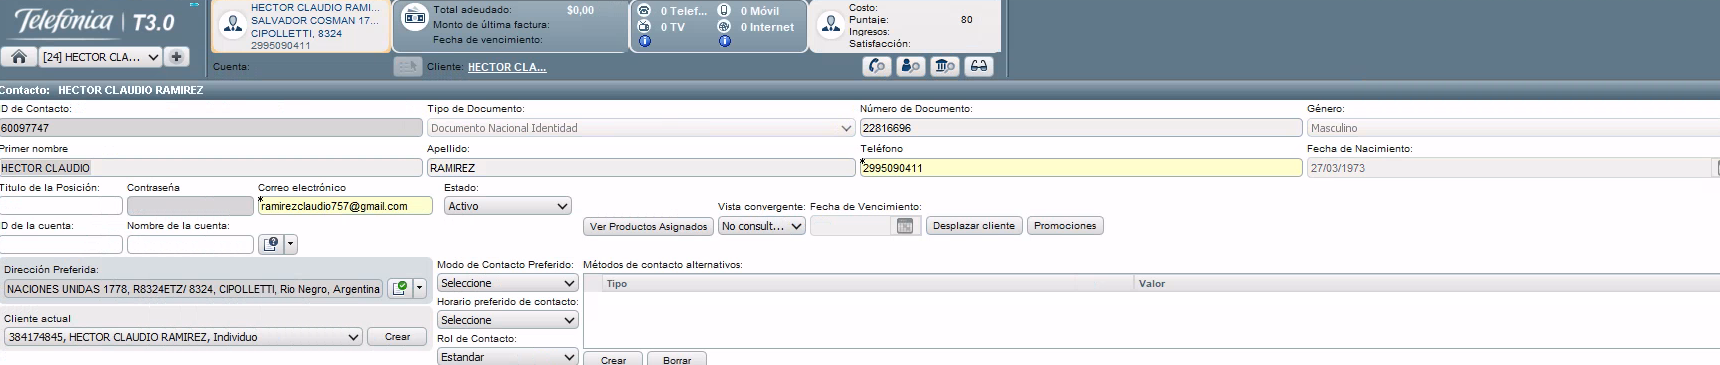 Telefónica | T3.0
HECTOR CLAUDIO RAMI...
SALVADOR COSMAN 17...
CIPOLLETTI, 8324
2995090411
Total adeudado: $0,00
Monto de última factura:
Fecha de vencimiento:
0 Telef... 0 Móvil
0 TV 0 Internet
Costo:
Puntaje: 80
Ingresos:
Satisfacción:
[24] HECTOR CLA...
Cuenta: Cliente: HECTOR CLA...
Contacto: HECTOR CLAUDIO RAMIREZ
ID de Contacto: Tipo de Documento: Número de Documento: Género:
60097747 Documento Nacional Identidad 22816696 Masculino
Primer nombre Apellido: Teléfono Fecha de Nacimiento:
HECTOR CLAUDIO RAMIREZ *2995090411 27/03/1973
Titulo de la Posición: Contraseña Correo electrónico Estado:
*ramirezclaudio757@gmail.com Activo
Vista convergente: Fecha de Vencimiento:
ID de la cuenta: Nombre de la cuenta: Ver Productos Asignados No consult... Desplazar cliente Promociones
Dirección Preferida: Modo de Contacto Preferido: Métodos de contacto alternativos:
NACIONES UNIDAS 1778, R8324ETZ/ 8324, CIPOLLETTI, Rio Negro, Argentina Seleccione Tipo Valor
Horario preferido de contacto:
Cliente actual Seleccione
384174845, HECTOR CLAUDIO RAMIREZ, Individuo Crear
Rol de Contacto:
Estandar Crear Borrar